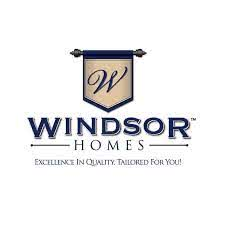 W
WINDSOR™
HOMES
EXCELLENCE IN QUALITY, TAILORED FOR YOU!